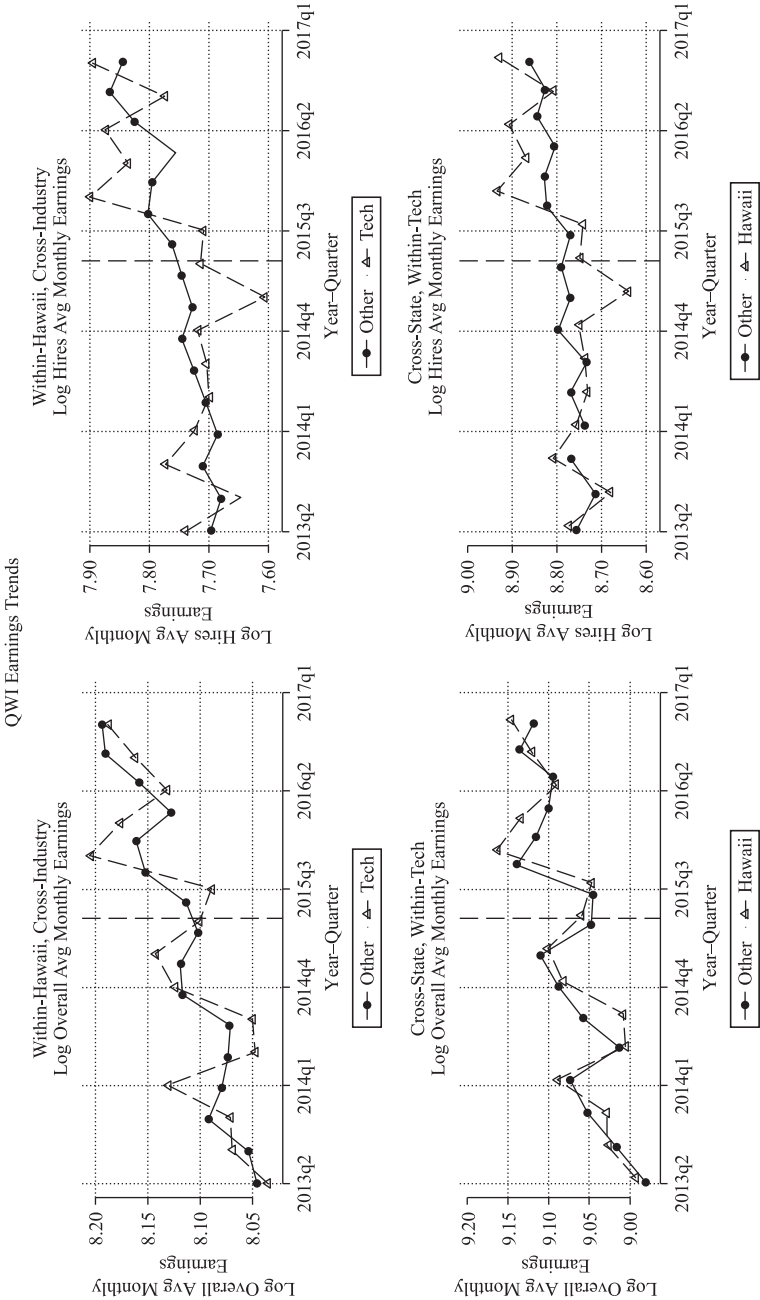 QWI Earnings Trends
Within-Hawaii, Cross-Industry
Log Overall Avg Monthly Earnings
Log Overall Avg Monthly
Earnings
8.20
8.15
8.10
8.05
2013q2
2014q1
2014q4
2015q3
2016q2
2017q1
Year–Quarter
Other
Tech
Within-Hawaii, Cross-Industry
Log Hires Avg Monthly Earnings
Log Hires Avg Monthly
Earnings
7.90
7.80
7.70
7.60
2013q2
2014q1
2014q4
2015q3
2016q2
2017q1
Year–Quarter
Other
Tech
Cross-State, Within-Tech
Log Overall Avg Monthly Earnings
Log Overall Avg Monthly
Earnings
9.20
9.15
9.10
9.05
9.00
2013q2
2014q1
2014q4
2015q3
2016q2
2017q1
Year–Quarter
Other
Hawaii
Cross-State, Within-Tech
Log Hires Avg Monthly Earnings
Log Hires Avg Monthly
Earnings
9.00
8.90
8.80
8.70
8.60
2013q2
2014q1
2014q4
2015q3
2016q2
2017q1
Year–Quarter
Other
Hawaii